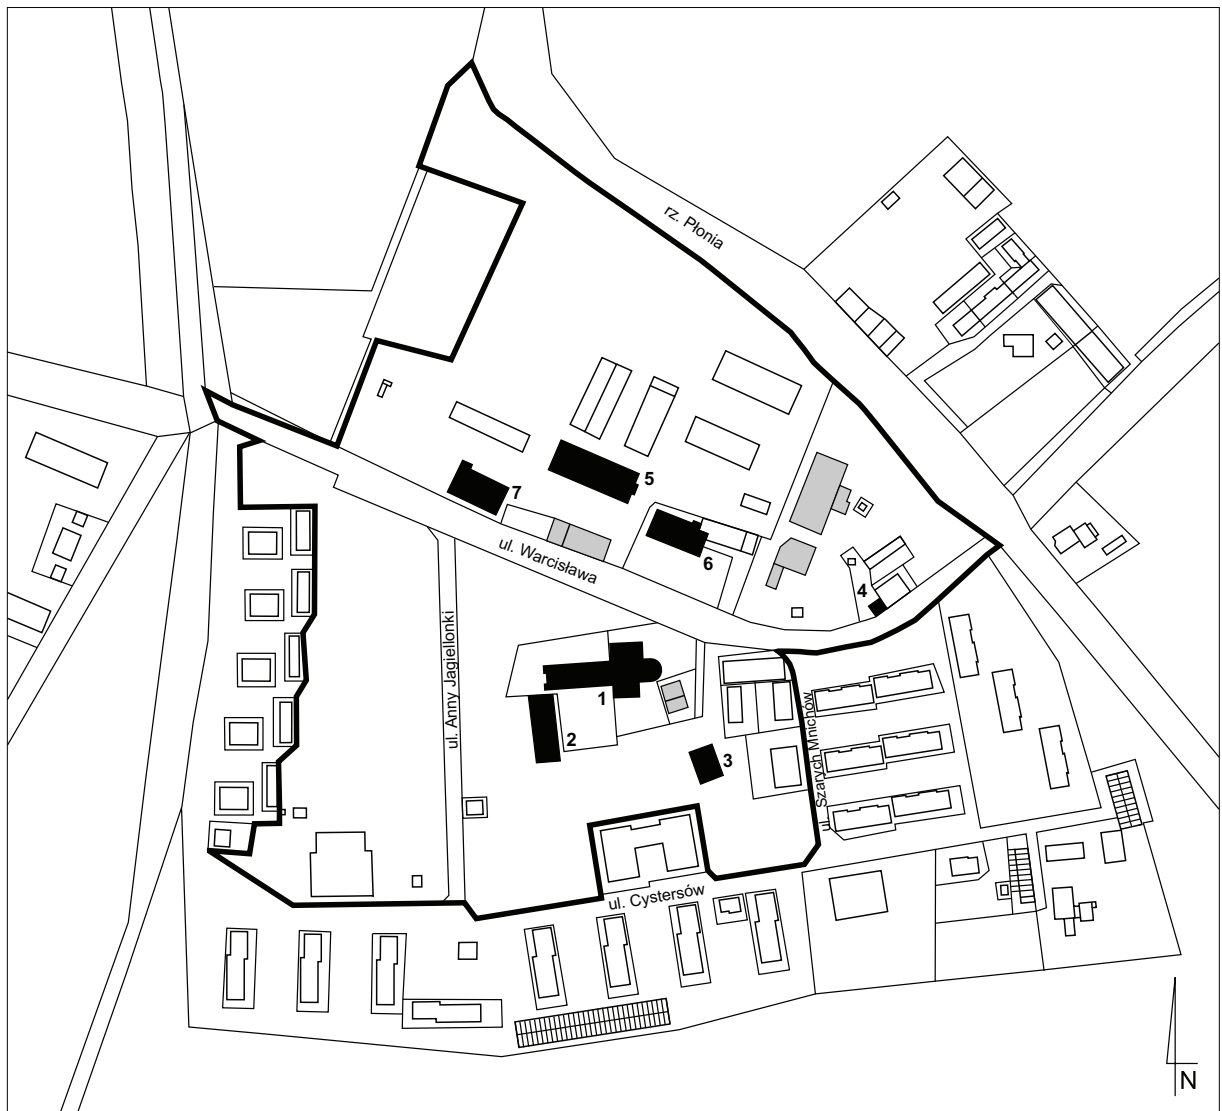 rz. Płonia
5
7
ul. Warcisława
6
4
ul. Anny Jagiellonki
1
2
3
ul. Szarych Mnichów
ul. Cystersów
N